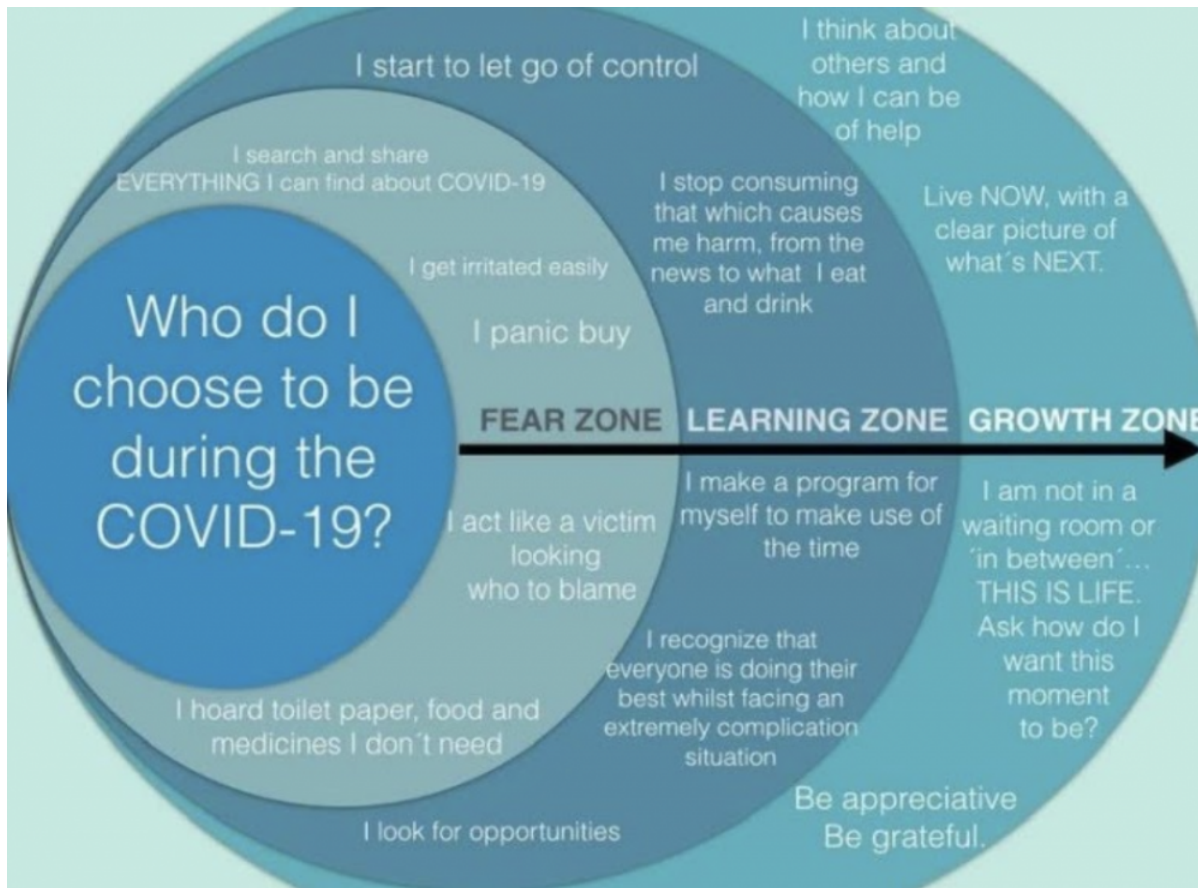 I start to let go of control
I think about
others and
how I can be
of help
I search and share
EVERYTHING I can find about COVID-19
I stop consuming
that which causes
me harm, from the
news to what I eat
and drink
Live NOW, with a
clear picture of
what´s NEXT.
I get irritated easily
I panic buy
Who do I
choose to be
during the
COVID-19?
FEAR ZONE
LEARNING ZONE
GROWTH ZONE
I act like a victim
looking
who to blame
I make a program for
myself to make use of
the time
I am not in a
waiting room or
´in between´...
THIS IS LIFE.
Ask how do I
want this
moment
to be?
I recognize that
everyone is doing their
best whilst facing an
extremely complication
situation
I hoard toilet paper, food and
medicines I don´t need
I look for opportunities
Be appreciative
Be grateful.